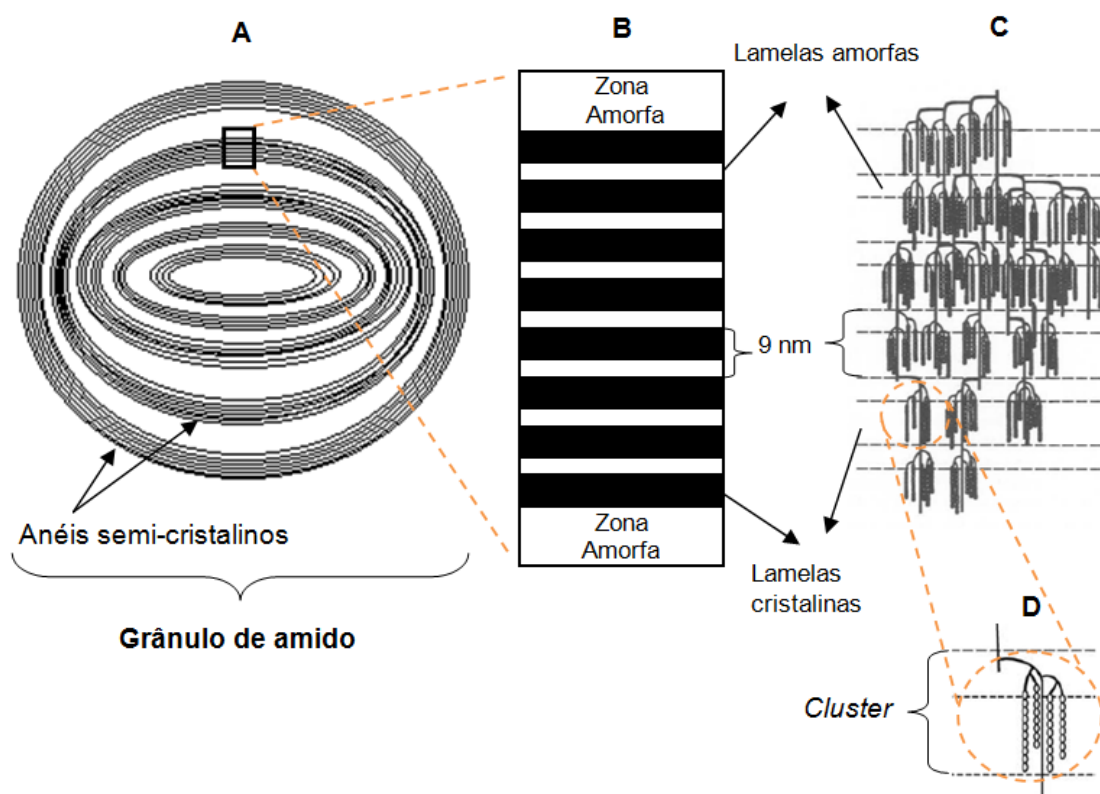 A
B
C
Lamelas amorfas
Zona
Amorfa
9 nm
Anéis semi-cristalinos
Zona
Amorfa
Lamelas
cristalinas
Grânulo de amido
D
Cluster